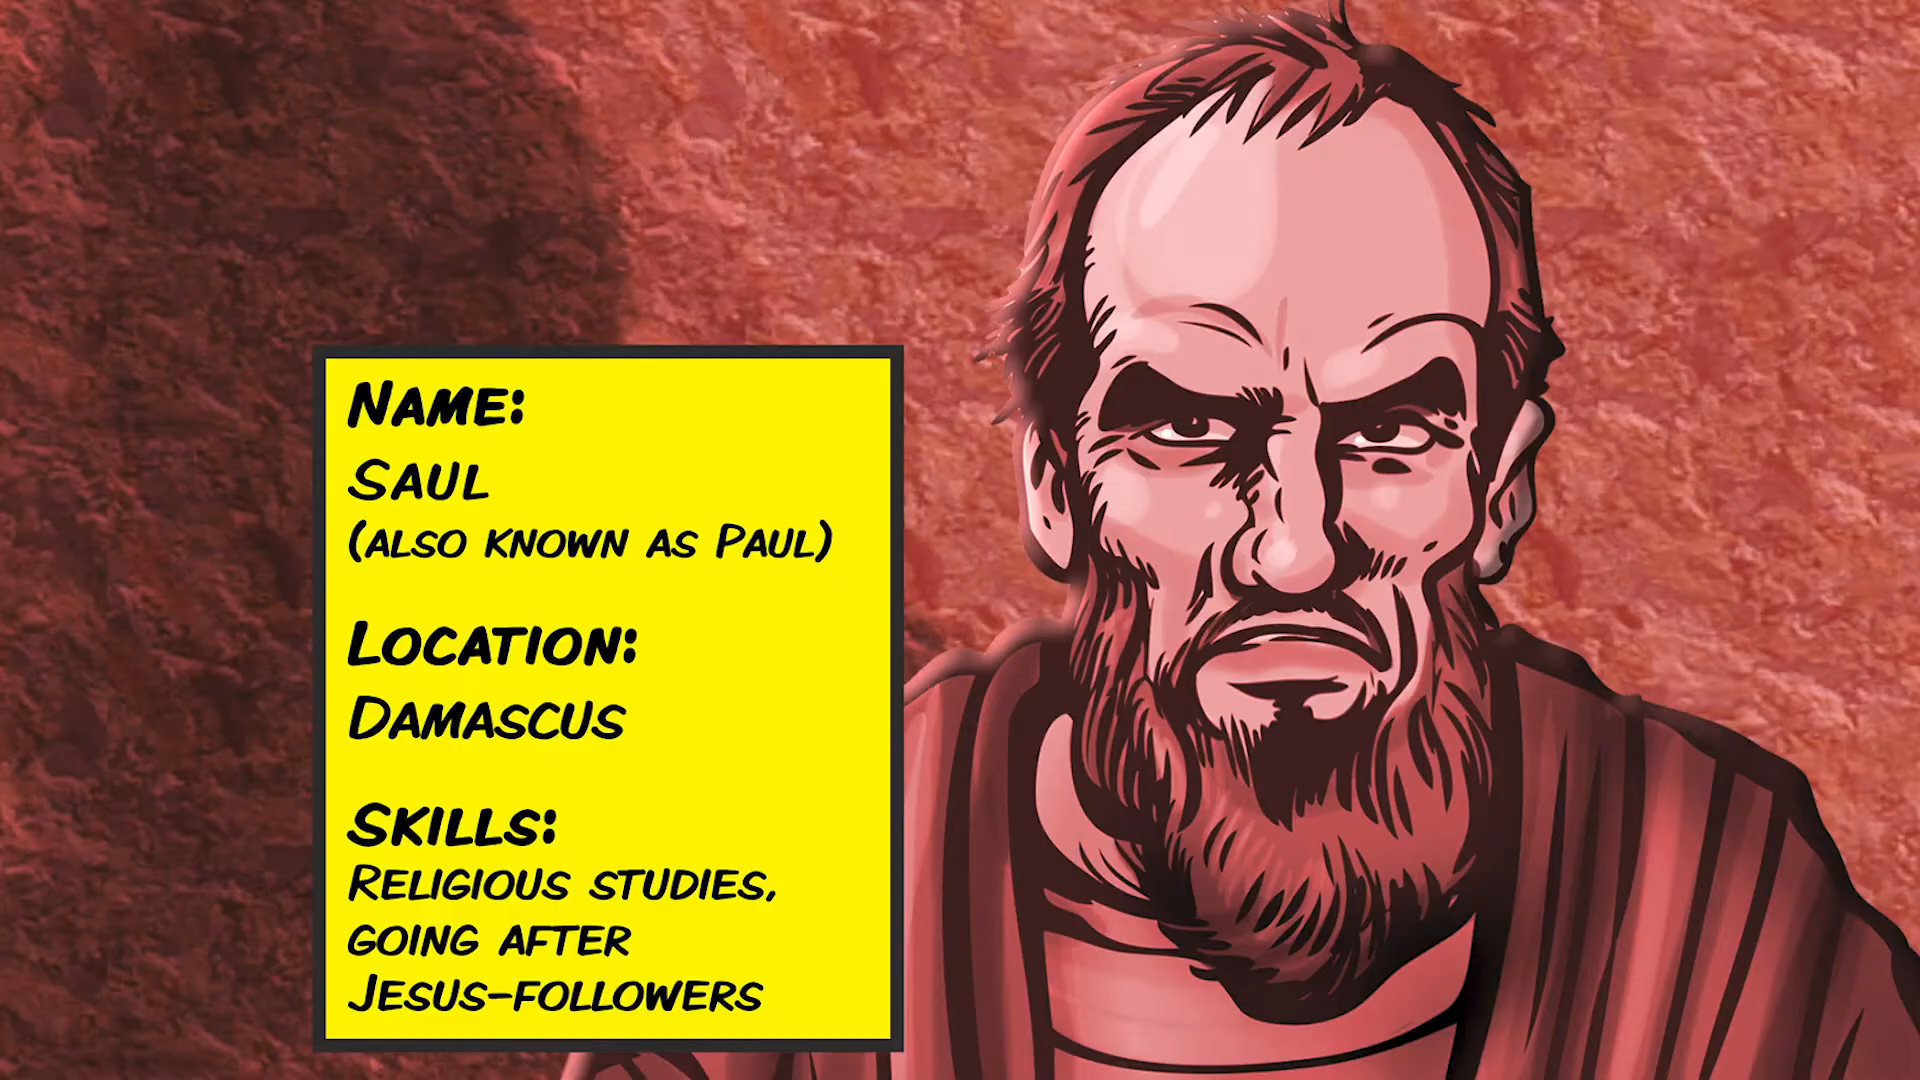 Name:
Saul
(also known as Paul)
Location:
Damascus
Skills:
Religious studies,
going after
Jesus-followers